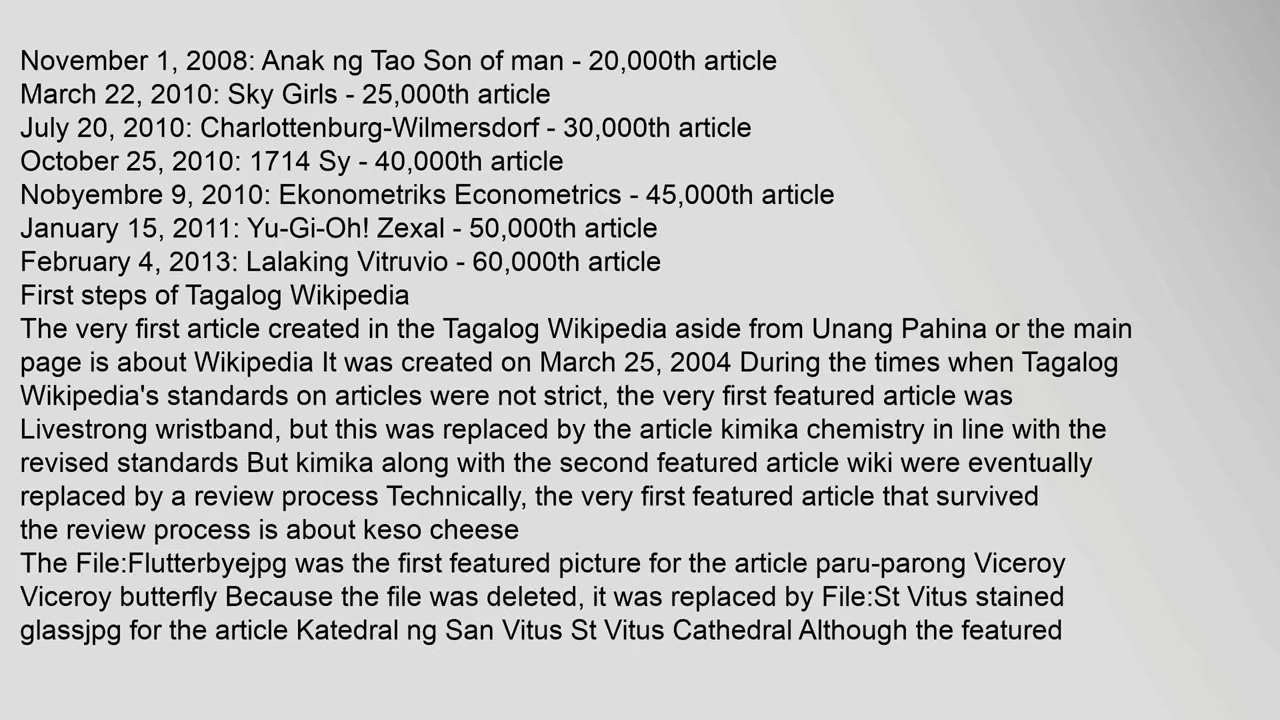 November 1, 2008: Anak ng Tao Son of man - 20,000th article
March 22, 2010: Sky Girls - 25,000th article
July 20, 2010: Charlottenburg-Wilmersdorf - 30,000th article
October 25, 2010: 1714 Sy - 40,000th article
Nobyembre 9, 2010: Ekonometriks Econometrics - 45,000th article
January 15, 2011: Yu-Gi-Oh! Zexal - 50,000th article
February 4, 2013: Lalaking Vitruvio - 60,000th article
First steps of Tagalog Wikipedia
The very first article created in the Tagalog Wikipedia aside from Unang Pahina or the main
page is about Wikipedia It was created on March 25, 2004 During the times when Tagalog
Wikipedia's standards on articles were not strict, the very first featured article was
Livestrong wristband, but this was replaced by the article kimika chemistry in line with the
revised standards But kimika along with the second featured article wiki were eventually
replaced by a review process Technically, the very first featured article that survived
the review process is about keso cheese
The File:Flutterbyejpg was the first featured picture for the article paru-parong Viceroy
Viceroy butterfly Because the file was deleted, it was replaced by File:St Vitus stained
glassjpg for the article Katedral ng San Vitus St Vitus Cathedral Although the featured